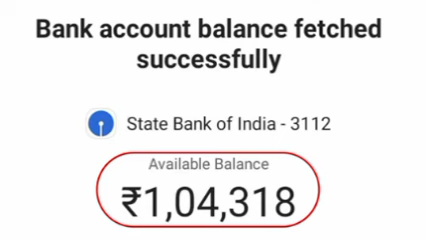 Bank account balance fetched
successfully
State Bank of India - 3112
Available Balance
₹1,04,318